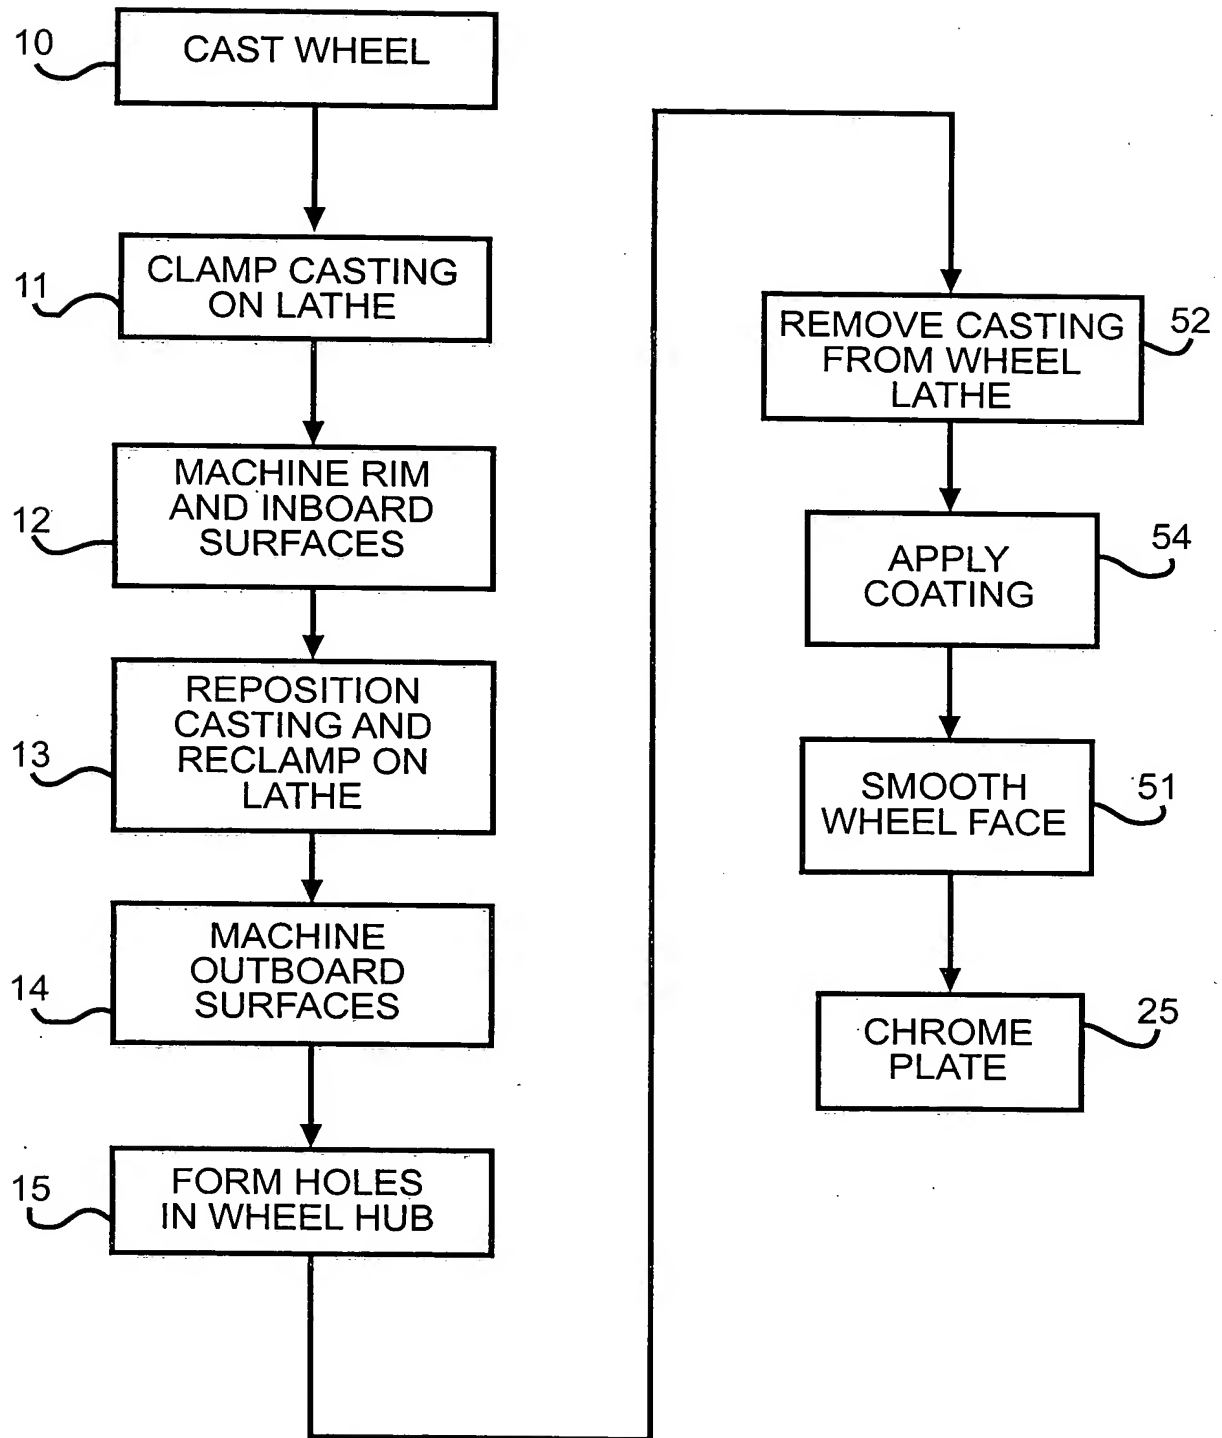 10
CAST WHEEL
11
CLAMP CASTING
ON LATHE
12
MACHINE RIM
AND INBOARD
SURFACES
13
REPOSITION
CASTING AND
RECLAMP ON
LATHE
14
MACHINE
OUTBOARD
SURFACES
15
FORM HOLES
IN WHEEL HUB
REMOVE CASTING
FROM WHEEL
LATHE
52
APPLY
COATING
54
SMOOTH
WHEEL FACE
51
CHROME
PLATE
25